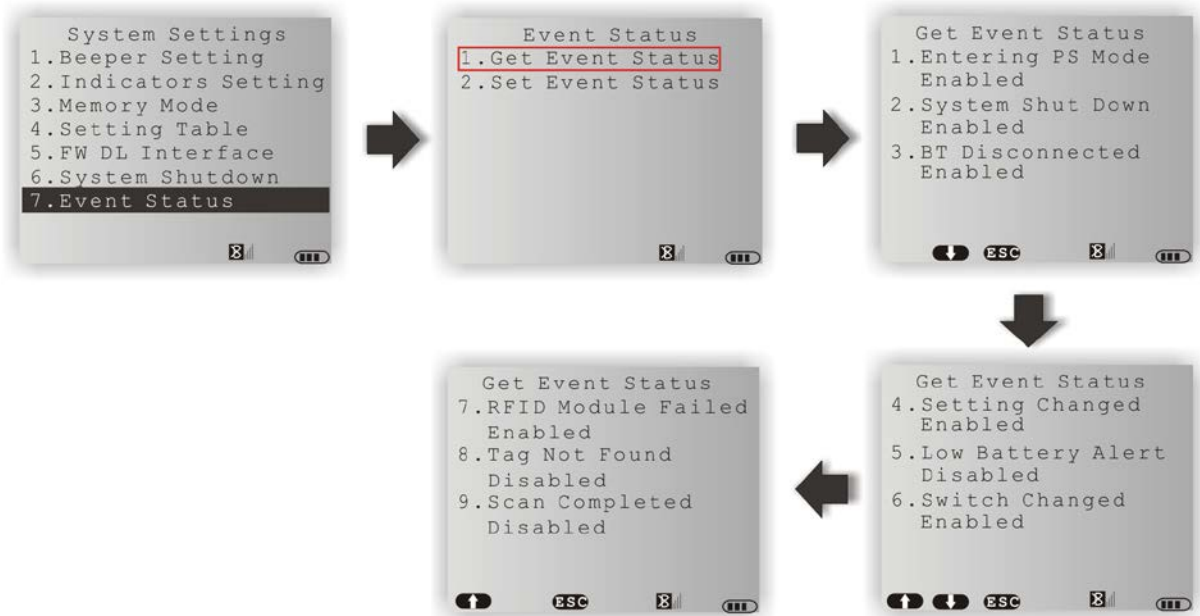 System Settings
1.Beeper Setting
2.Indicators Setting
3.Memory Mode
4.Setting Table
5.FW DL Interface
6.System Shutdown
7.Event Status
Event Status
1.Get Event Status
2.Set Event Status
Get Event Status
1.Entering PS Mode
Enabled
2.System Shut Down
Enabled
3.BT Disconnected
Enabled
ESC
Get Event Status
4.Setting Changed
Enabled
5.Low Battery Alert
Disabled
6.Switch Changed
Enabled
ESC
Get Event Status
7.RFID Module Failed
Enabled
8.Tag Not Found
Disabled
9.Scan Completed
Disabled
ESC